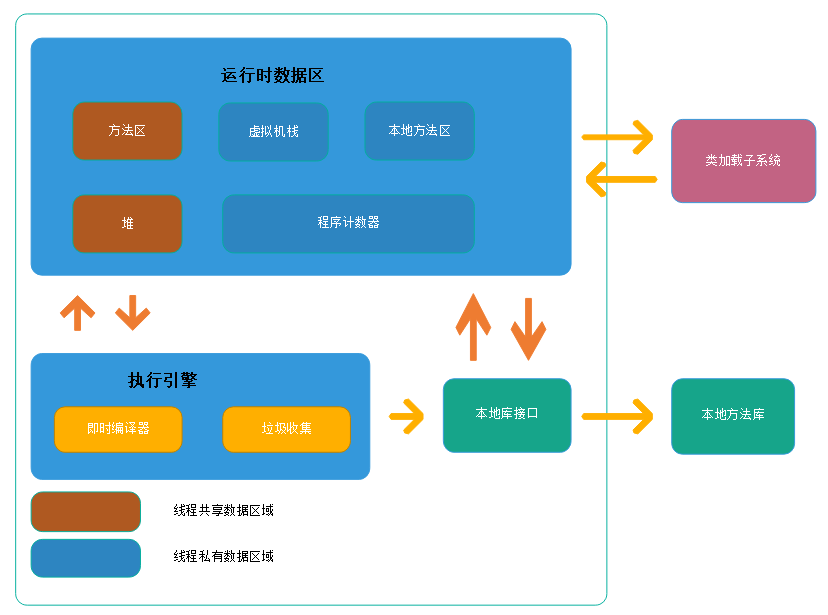 运行时数据区
方法区
虚拟机栈
本地方法区
类加载子系统
堆
程序计数器
执行引擎
即时编译器
垃圾收集
本地库接口
本地方法库
线程共享数据区域
线程私有数据区域